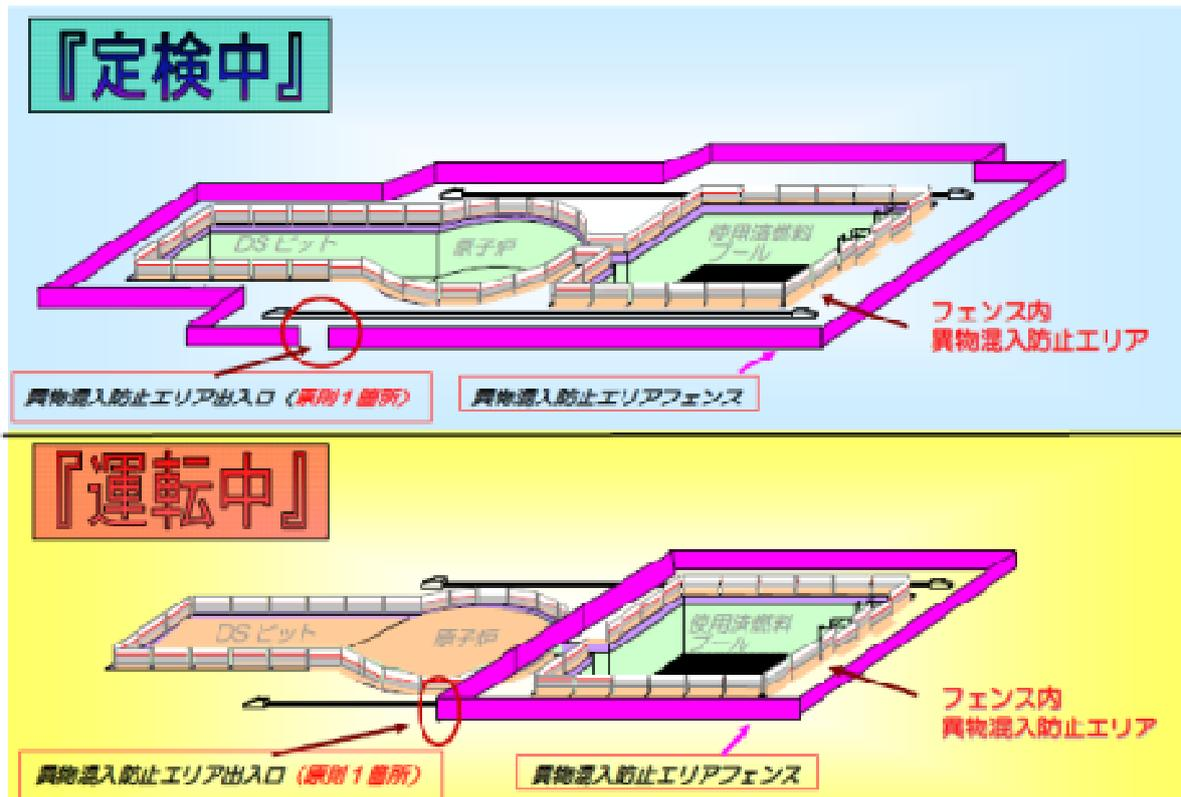 『定検中』
DSピット
原子炉
使用済燃料
プール
フェンス内
異物混入防止エリア
異物混入防止エリア出入口（原則１箇所）
異物混入防止エリアフェンス
『運転中』
DSピット
原子炉
使用済燃料
プール
フェンス内
異物混入防止エリア
異物混入防止エリア出入口（原則１箇所）
異物混入防止エリアフェンス